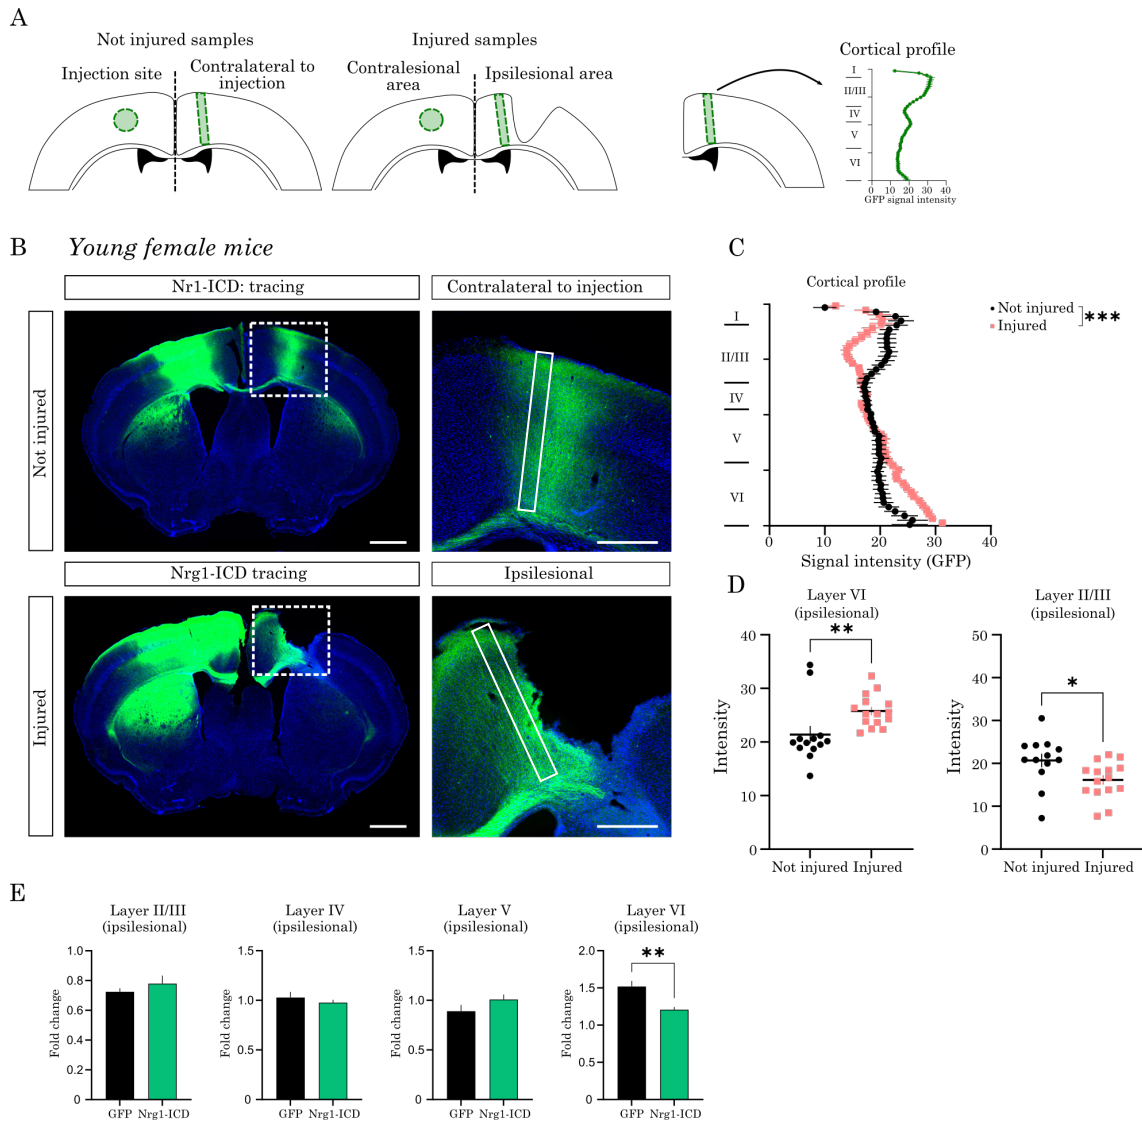 A
Not injured samples
Injured samples
Injection site
Contralateral to
injection
Contralesional
area
Ipsilesional area
Cortical profile
I
II/III
IV
V
VI
0 10 20 30 40
GFP signal intensity
B Young female mice
Nr1-ICD: tracing
Contralateral to injection
Not injured
Nrg1-ICD tracing
Ipsilesional
Injured
C
Cortical profile
Not injured
Injured
***
I
II/III
IV
V
VI
0 10 20 30 40
Signal intensity (GFP)
D
Layer VI
(ipsilesional)
**
Intensity
40
30
20
10
0
Not injured Injured
Layer II/III
(ipsilesional)
*
Intensity
50
40
30
20
10
0
Not injured Injured
E
Layer II/III
(ipsilesional)
Fold change
1.0
0.8
0.6
0.4
0.2
0
GFP Nrg1-ICD
Layer IV
(ipsilesional)
Fold change
1.5
1.0
0.5
0
GFP Nrg1-ICD
Layer V
(ipsilesional)
Fold change
1.5
1.0
0.5
0
GFP Nrg1-ICD
Layer VI
(ipsilesional)
**
Fold change
2.0
1.5
1.0
0.5
0
GFP Nrg1-ICD